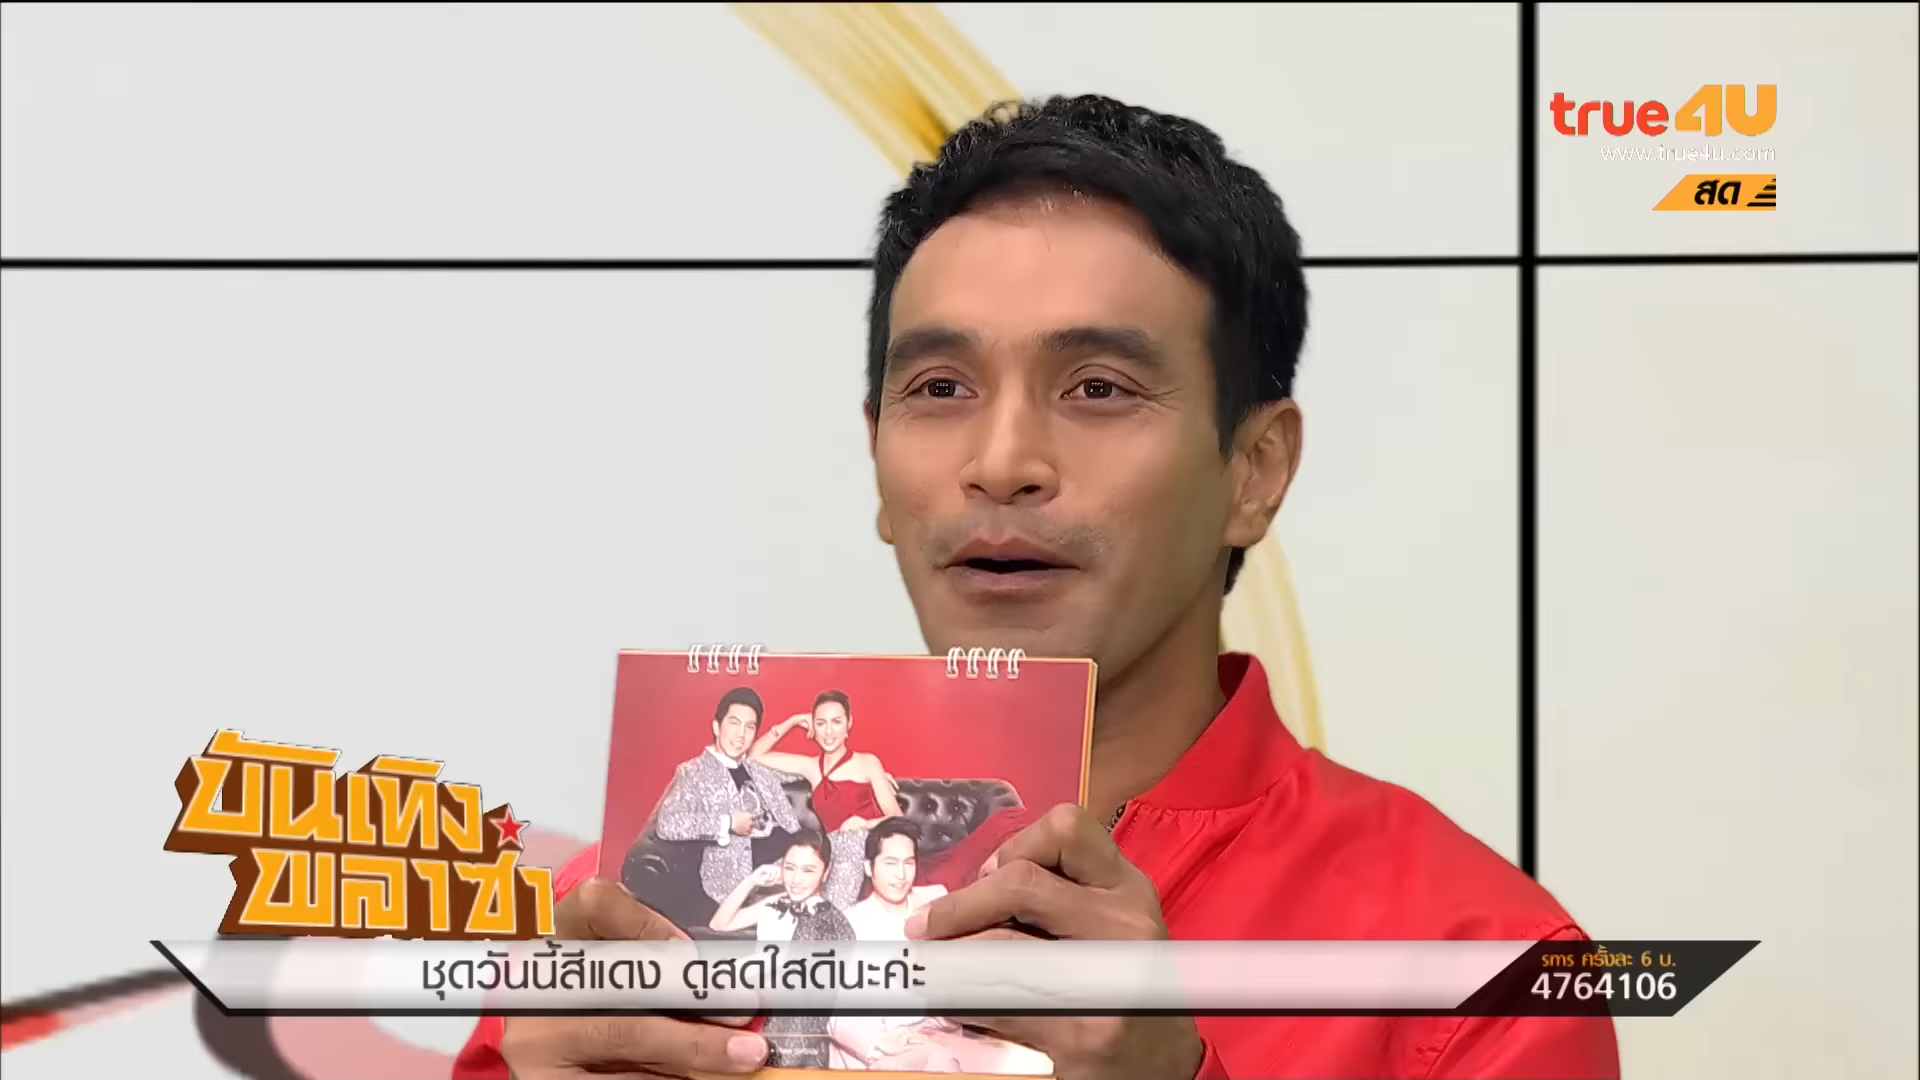 true4U
www.true4u.com
สด
บันเทิง
พลาซ่า
ชุดวันนี้สีแดง ดูสดใสดีนะค่ะ
sms ครั้งละ 6 บ.
4764106